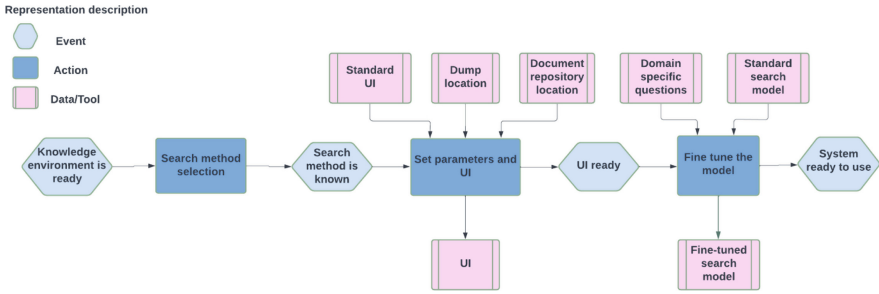 Representation description
Event
Action
Data/Tool
Standard
UI
Dump
location
Document
repository
location
Domain
specific
questions
Standard
search
model
Knowledge
environment is
ready
Search method
selection
Search
method is
known
Set parameters and
UI
UI ready
Fine tune the
model
System
ready to use
UI
Fine-tuned
search
model